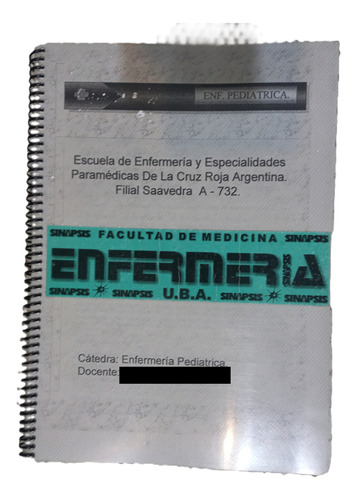 ENF. PEDIATRICA.
Escuela de Enfermería y Especialidades
Paramédicas De La Cruz Roja Argentina.
Filial Saavedra A - 732.
SINAPSIS FACULTAD DE MEDICINA SINAPSIS
ENFERMERIA
SINAPSIS
SINAPSIS SINAPSIS U.B.A. SINAPSIS SINAPSIS
Cátedra: Enfermería Pediatrica
Docente: